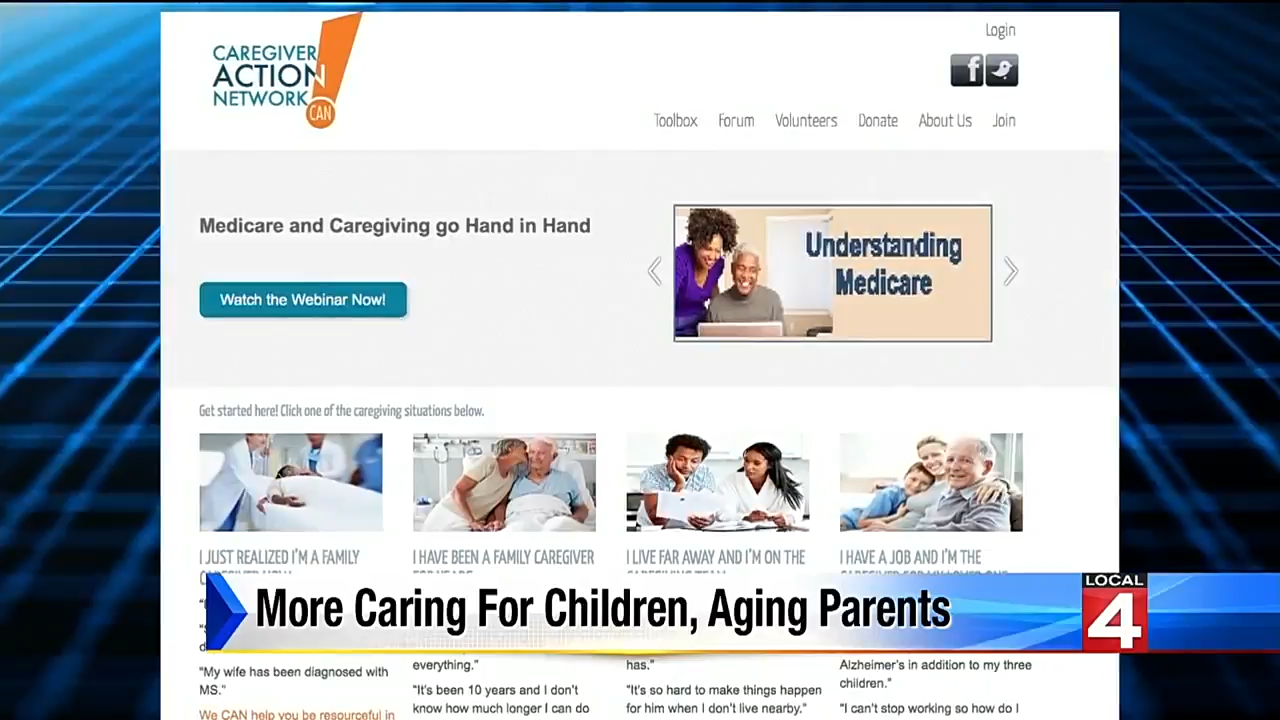 CAREGIVER
ACTION
NETWORK
CAN
Login
f
Toolbox Forum Volunteers Donate About Us Join
Medicare and Caregiving go Hand in Hand
Watch the Webinar Now!
Understanding
Medicare
Get started here! Click one of the caregiving situations below.
I JUST REALIZED I'M A FAMILY
I HAVE BEEN A FAMILY CAREGIVER
I LIVE FAR AWAY AND I'M ON THE
I HAVE A JOB AND I'M THE
More Caring For Children, Aging Parents
LOCAL
4
"My wife has been diagnosed with
MS."
We CAN help you be resourceful in
everything."
"It's been 10 years and I don't
know how much longer I can do
has."
"It's so hard to make things happen
for him when I don't live nearby."
Alzheimer's in addition to my three
children."
"I can't stop working so how do I